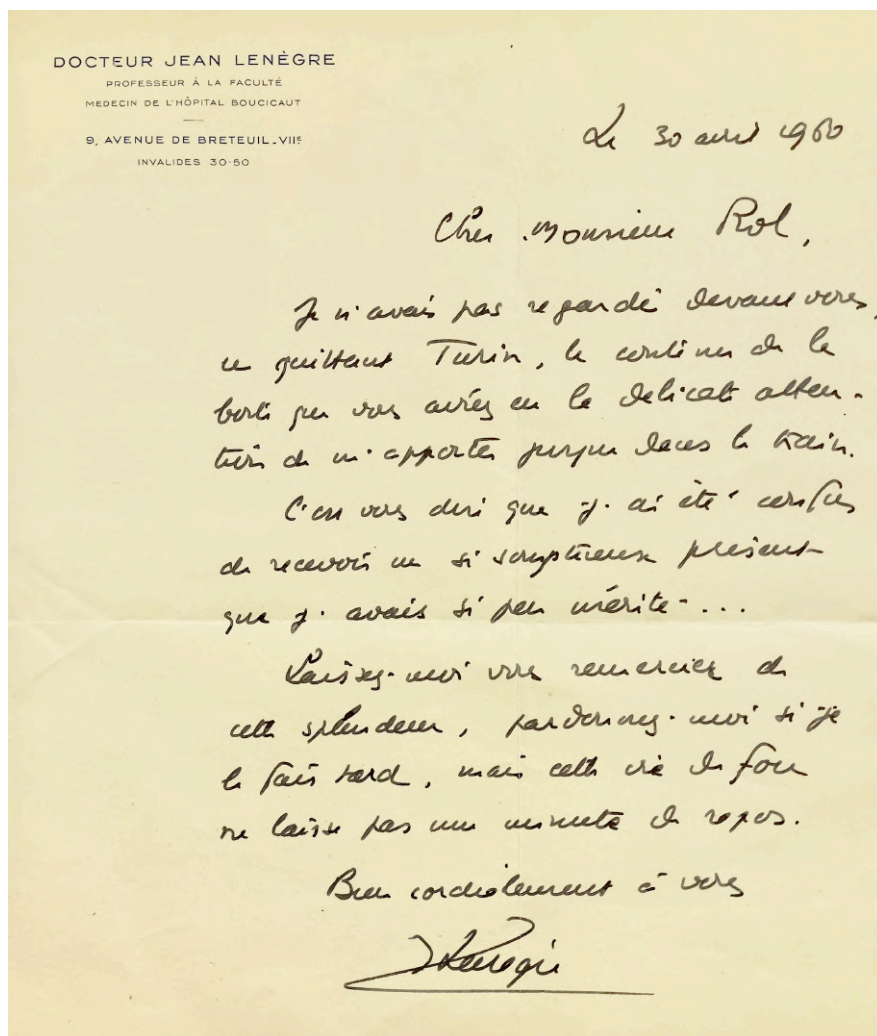 DOCTEUR JEAN LENÈGRE
PROFESSEUR À LA FACULTÉ
MEDECIN DE L'HÔPITAL BOUCICAUT
9, AVENUE DE BRETEUIL_VIIE
INVALIDES 30-50
Le 30 avril 1960
Cher Monsieur Rol,
Je n'avais pas regardé devant vous,
en quittant Turin, le contenu de la
boîte que vous aviez eu la délicate atten-
tion de m'apporter jusque dans le train.
C'est vous dire que j'ai été confus
de recevoir un si somptueux présent
que j'avais si peu mérité...
Laissez-moi vous remercier de
cette splendeur, pardonnez-moi si je
le fais tard, mais cette vie de fou
ne laisse pas une minute de repos.
Bien cordialement à vous
JLenègre